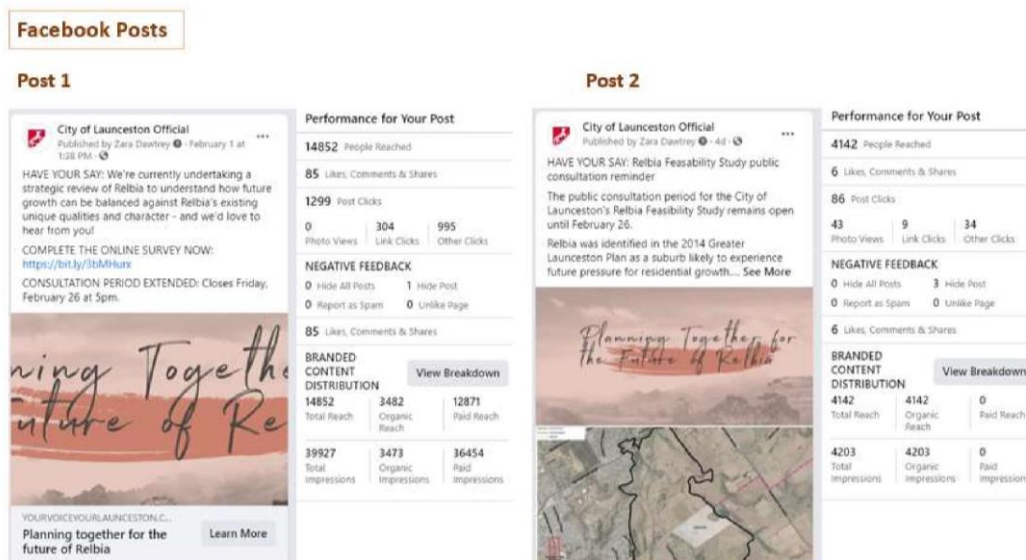 Facebook Posts
Post 1
City of Launceston Official
Published by Zara Dawtrey · February 1 at
1:38 PM ·
HAVE YOUR SAY: We're currently undertaking a
strategic review of Relbia to understand how future
growth can be balanced against Relbia's existing
unique qualities and character - and we'd love to
hear from you!
COMPLETE THE ONLINE SURVEY NOW:
https://bit.ly/3bMHurx
CONSULTATION PERIOD EXTENDED: Closes Friday,
February 26 at 5pm.
ning Togethe
uture of Re
YOURVOICEYOURLAUNCESTON.C...
Planning together for the
future of Relbia
Learn More
Performance for Your Post
14852 People Reached
85 Likes, Comments & Shares
1299 Post Clicks
0 304 995
Photo Views Link Clicks Other Clicks
NEGATIVE FEEDBACK
0 Hide All Posts 1 Hide Post
0 Report as Spam 0 Unlike Page
85 Likes, Comments & Shares
BRANDED
CONTENT
DISTRIBUTION
View Breakdown
14852 3482 12871
Total Reach Organic Reach Paid Reach
39927 3473 36454
Total Impressions Organic Impressions Paid Impressions
Post 2
City of Launceston Official
Published by Zara Dawtrey · 4d ·
HAVE YOUR SAY: Relbia Feasability Study public
consultation reminder
The public consultation period for the City of
Launceston's Relbia Feasibility Study remains open
until February 26.
Relbia was identified in the 2014 Greater
Launceston Plan as a suburb likely to experience
future pressure for residential growth.... See More
Planning Together for
the Future of Relbia
Performance for Your Post
4142 People Reached
6 Likes, Comments & Shares
86 Post Clicks
43 9 34
Photo Views Link Clicks Other Clicks
NEGATIVE FEEDBACK
0 Hide All Posts 3 Hide Post
0 Report as Spam 0 Unlike Page
6 Likes, Comments & Shares
BRANDED
CONTENT
DISTRIBUTION
View Breakdown
4142 4142 0
Total Reach Organic Reach Paid Reach
4203 4203 0
Total Impressions Organic Impressions Paid Impression